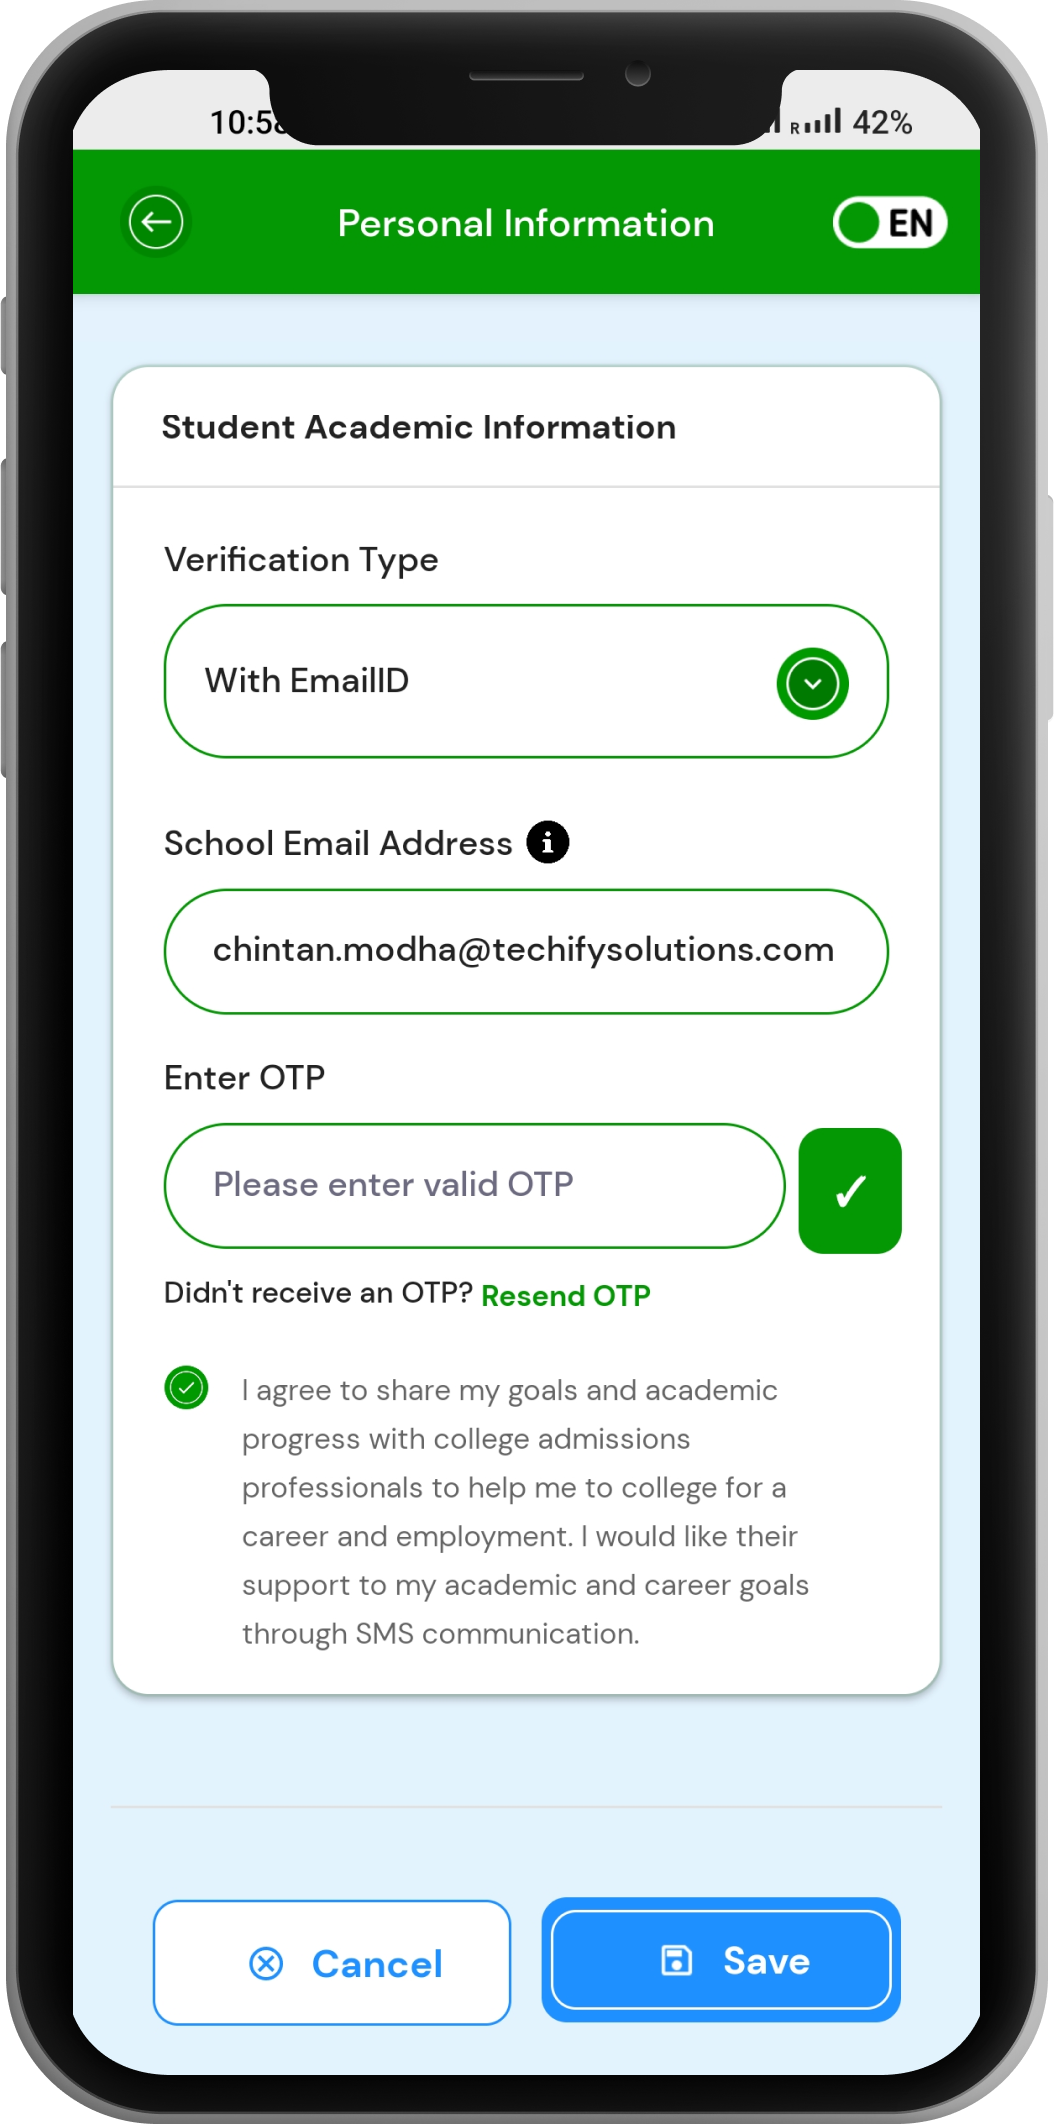 42%
Personal Information
EN
Student Academic Information
Verification Type
With EmailID
School Email Address
chintan.modha@techifysolutions.com
Enter OTP
Please enter valid OTP
Didn't receive an OTP? Resend OTP
I agree to share my goals and academic
progress with college admissions
professionals to help me to college for a
career and employment. I would like their
support to my academic and career goals
through SMS communication.
Cancel
Save